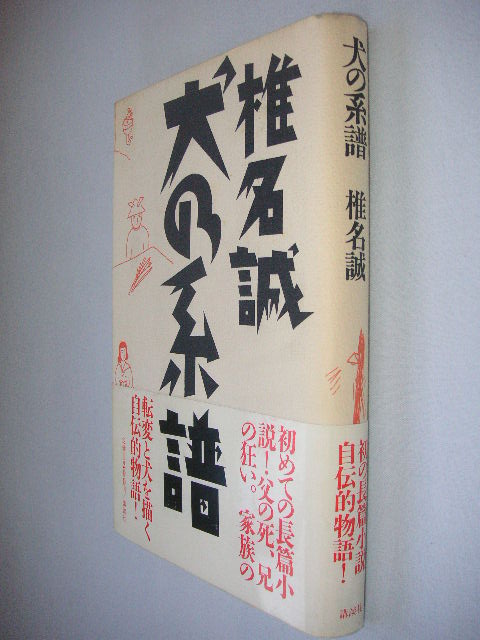 椎名誠
犬の系譜
初めての長篇小
説！父の死、兄
の狂い。家族の
転変と犬を描く
自伝的物語！
犬の系譜 椎名誠
初の長篇小説
自伝的物語！
講談社